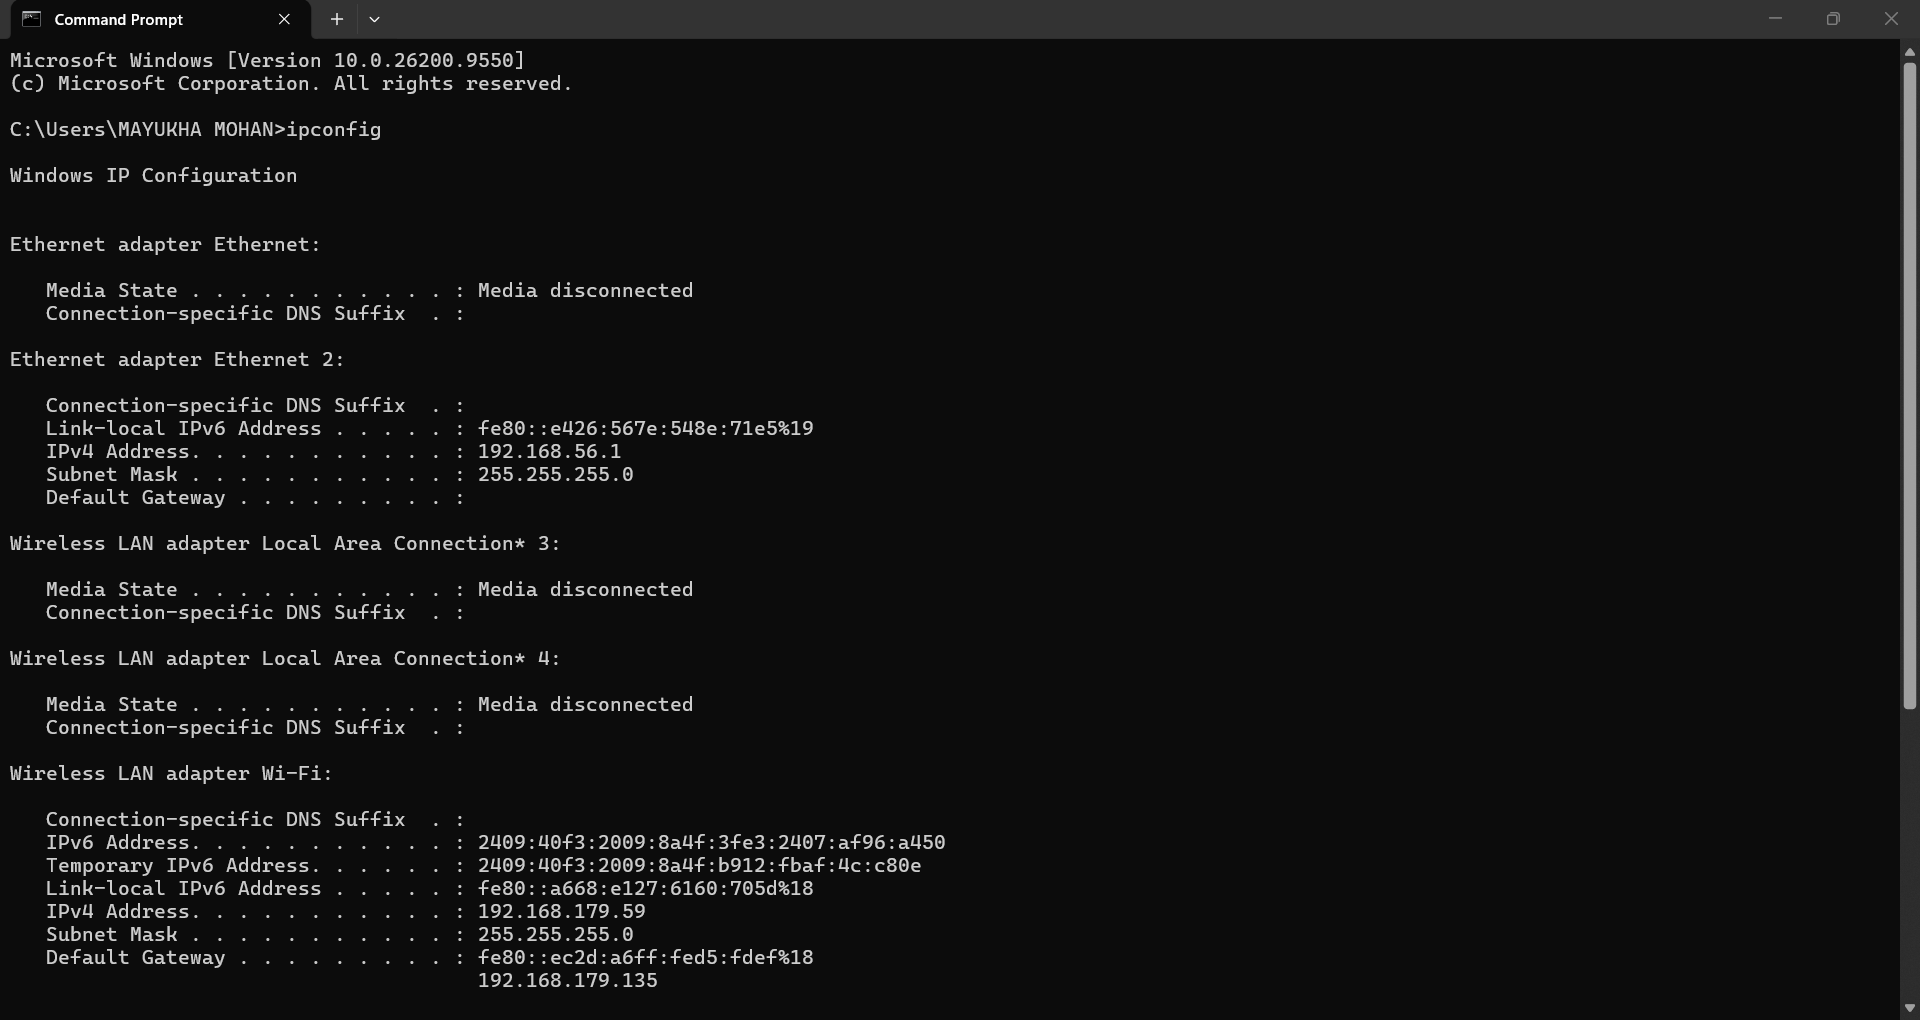 Command Prompt
Microsoft Windows [Version 10.0.26200.9550]
(c) Microsoft Corporation. All rights reserved.
C:\Users\MAYUKHA MOHAN>ipconfig
Windows IP Configuration
Ethernet adapter Ethernet:
   Media State . . . . . . . . . . . : Media disconnected
   Connection-specific DNS Suffix  . :
Ethernet adapter Ethernet 2:
   Connection-specific DNS Suffix  . :
   Link-local IPv6 Address . . . . . : fe80::e426:567e:548e:71e5%19
   IPv4 Address. . . . . . . . . . . : 192.168.56.1
   Subnet Mask . . . . . . . . . . . : 255.255.255.0
   Default Gateway . . . . . . . . . :
Wireless LAN adapter Local Area Connection* 3:
   Media State . . . . . . . . . . . : Media disconnected
   Connection-specific DNS Suffix  . :
Wireless LAN adapter Local Area Connection* 4:
   Media State . . . . . . . . . . . : Media disconnected
   Connection-specific DNS Suffix  . :
Wireless LAN adapter Wi-Fi:
   Connection-specific DNS Suffix  . :
   IPv6 Address. . . . . . . . . . . : 2409:40f3:2009:8a4f:3fe3:2407:af96:a450
   Temporary IPv6 Address. . . . . . : 2409:40f3:2009:8a4f:b912:fbaf:4c:c80e
   Link-local IPv6 Address . . . . . : fe80::a668:e127:6160:705d%18
   IPv4 Address. . . . . . . . . . . : 192.168.179.59
   Subnet Mask . . . . . . . . . . . : 255.255.255.0
   Default Gateway . . . . . . . . . : fe80::ec2d:a6ff:fed5:fdef%18
                                       192.168.179.135